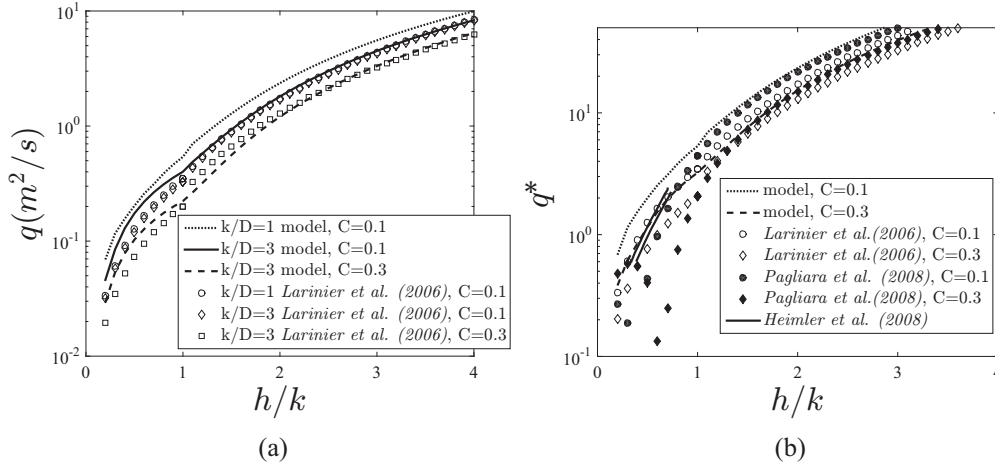 10^1
10^0
10^-1
10^-2
q(m^2/s)
0 1 2 3 4
h/k
k/D=1 model, C=0.1
k/D=3 model, C=0.1
k/D=3 model, C=0.3
k/D=1 Larinier et al. (2006), C=0.1
k/D=3 Larinier et al. (2006), C=0.1
k/D=3 Larinier et al. (2006), C=0.3
(a)
10^1
10^0
10^-1
q*
0 1 2 3 4
h/k
model, C=0.1
model, C=0.3
Larinier et al.(2006), C=0.1
Larinier et al.(2006), C=0.3
Pagliara et al.(2008), C=0.1
Pagliara et al.(2008), C=0.3
Heimler et al. (2008)
(b)